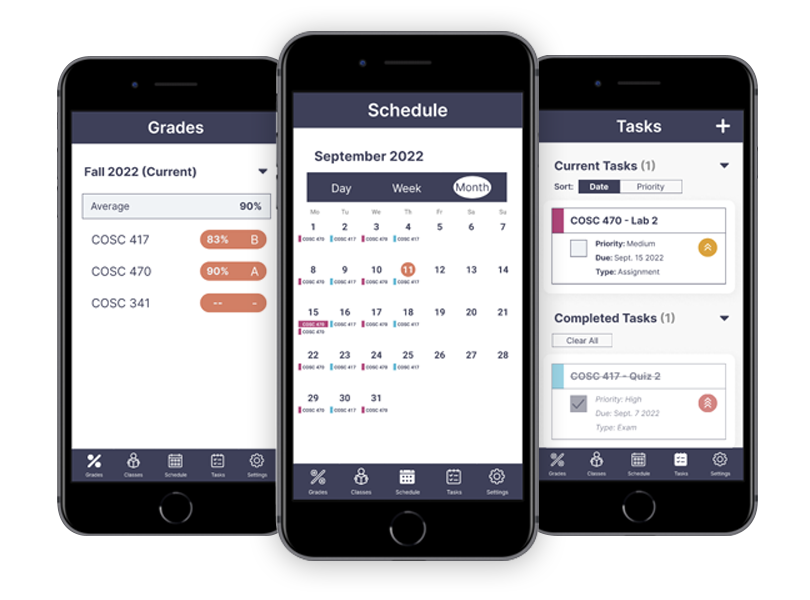 Grades
Fall 2022 (Current)
Average 90%
COSC 417 83% B
COSC 470 90% A
COSC 341 -- -
Grades Classes Schedule Tasks Settings
Schedule
September 2022
Day Week Month
Mo Tu We Th Fr Sa Su
1 2 3 4 5 6 7
COSC 470 COSC 417 COSC 470 COSC 417
8 9 10 11 12 13 14
COSC 470 COSC 417 COSC 470 COSC 417
15 16 17 18 19 20 21
COSC 470 COSC 417 COSC 470 COSC 417
COSC 470
22 23 24 25 26 27 28
COSC 470 COSC 417 COSC 470 COSC 417
29 30 31
COSC 470 COSC 417 COSC 470
Grades Classes Schedule Tasks Settings
Tasks +
Current Tasks (1)
Sort: Date Priority
COSC 470 - Lab 2
Priority: Medium
Due: Sept. 15 2022
Type: Assignment
Completed Tasks (1)
Clear All
COSC 417 - Quiz 2
Priority: High
Due: Sept. 7 2022
Type: Exam
Grades Classes Schedule Tasks Settings